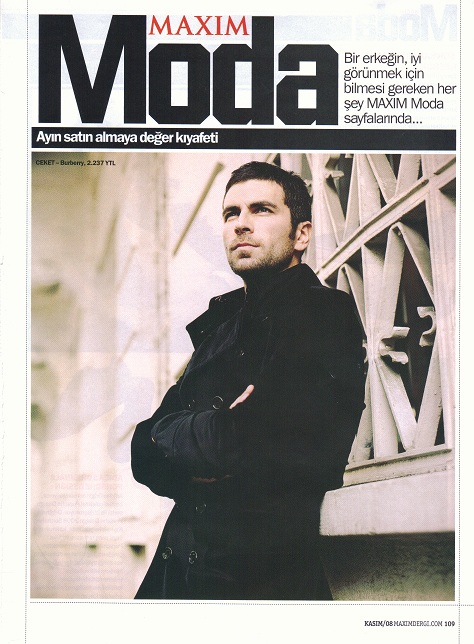 MAXIM
Moda
Bir erkeğin, iyi
görünmek için
bilmesi gereken her
şey MAXIM Moda
sayfalarında...
Ayın satın almaya değer kıyafeti
CEKET – Burberry, 2.237 YTL
KASIM/08 MAXIMDERGI.COM 109